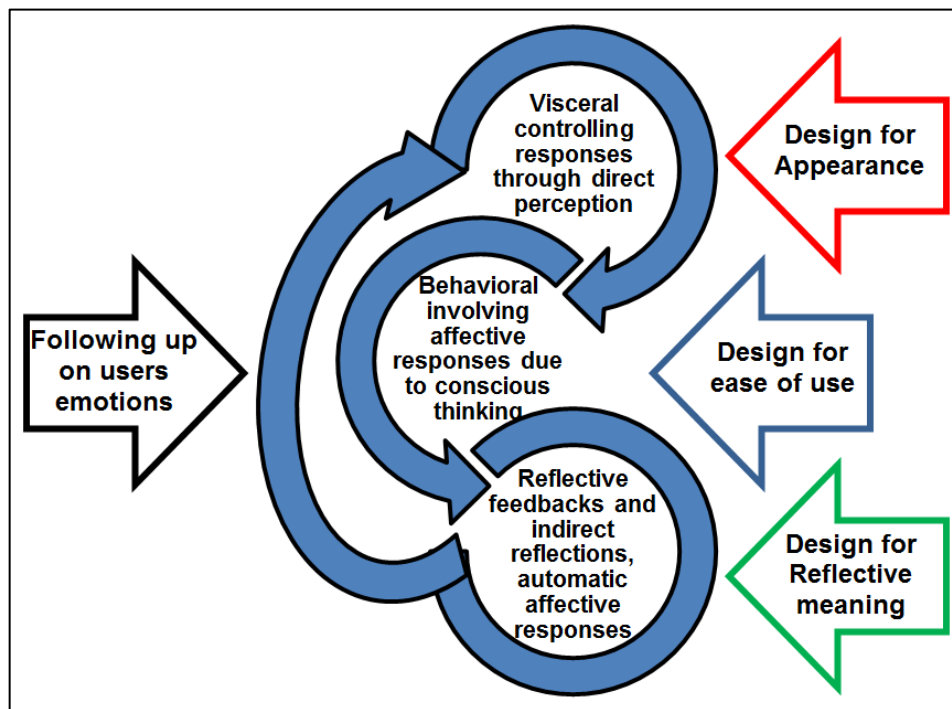 Visceral
controlling
responses
through direct
perception
Design for
Appearance
Behavioral
involving
affective
responses due
to conscious
thinking
Following up
on users
emotions
Design for
ease of use
Reflective
feedbacks and
indirect
reflections,
automatic
affective
responses
Design for
Reflective
meaning